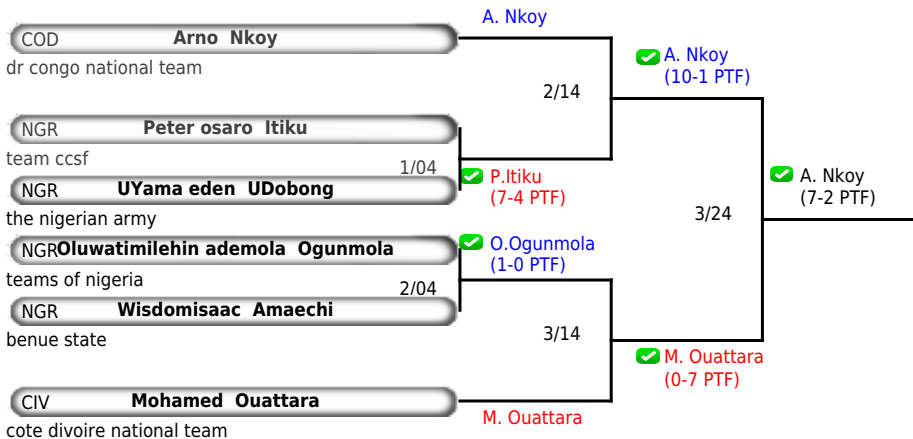 A. Nkoy
COD Arno Nkoy
dr congo national team
A. Nkoy
(10-1 PTF)
2/14
NGR Peter osaro Itiku
team ccsf
1/04
P.Itiku
(7-4 PTF)
NGR UYama eden UDobong
the nigerian army
A. Nkoy
(7-2 PTF)
3/24
NGR Oluwatimilehin ademola Ogunmola
teams of nigeria
O.Ogunmola
(1-0 PTF)
2/04
NGR Wisdomisaac Amaechi
benue state
3/14
M. Ouattara
(0-7 PTF)
CIV Mohamed Ouattara
cote divoire national team
M. Ouattara